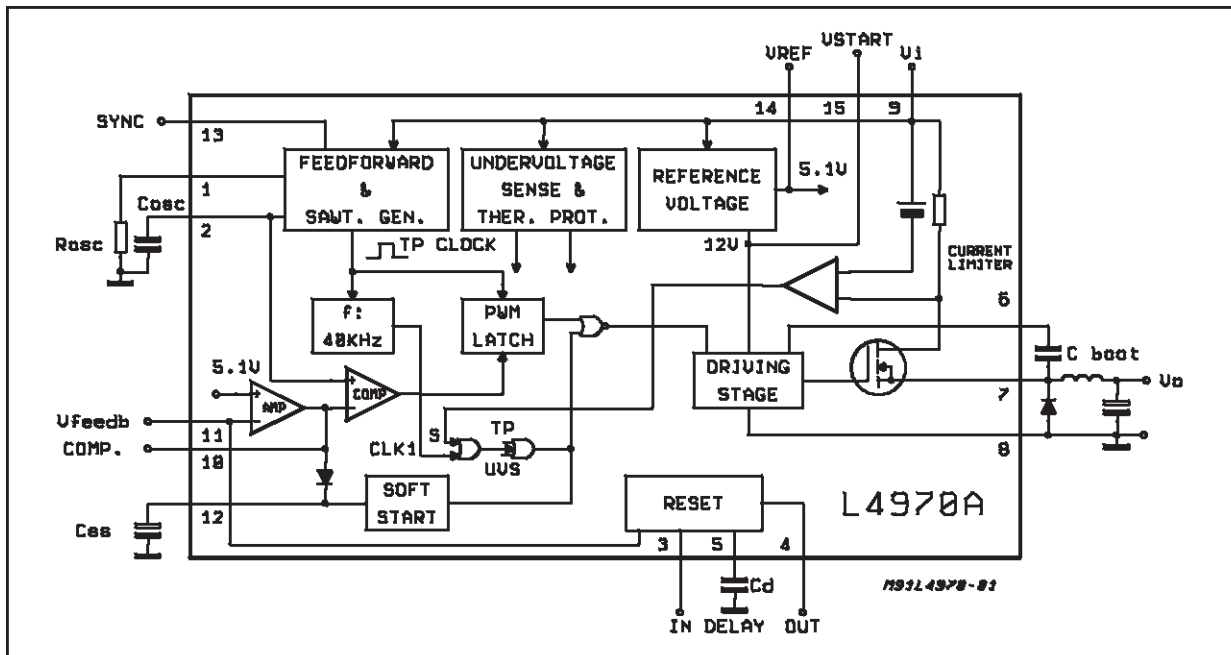 VREF
VSTART
Vi
14
15
9
SYNC
13
FEEDFORWARD
&
SAWT. GEN.
UNDERVOLTAGE
SENSE &
THER. PROT.
REFERENCE
VOLTAGE
5.1V
1
Cosc
2
Rosc
TP CLOCK
12V
CURRENT
LIMITER
6
f:
40KHz
PWM
LATCH
DRIVING
STAGE
C boot
Vo
7
5.1V
+
-
AMP
+
-
COMP
Vfeedb
11
COMP.
10
S
CLK1
TP
UVS
8
SOFT
START
Css
12
RESET
L4970A
3
5
4
Cd
M91L4970-01
IN
DELAY
OUT